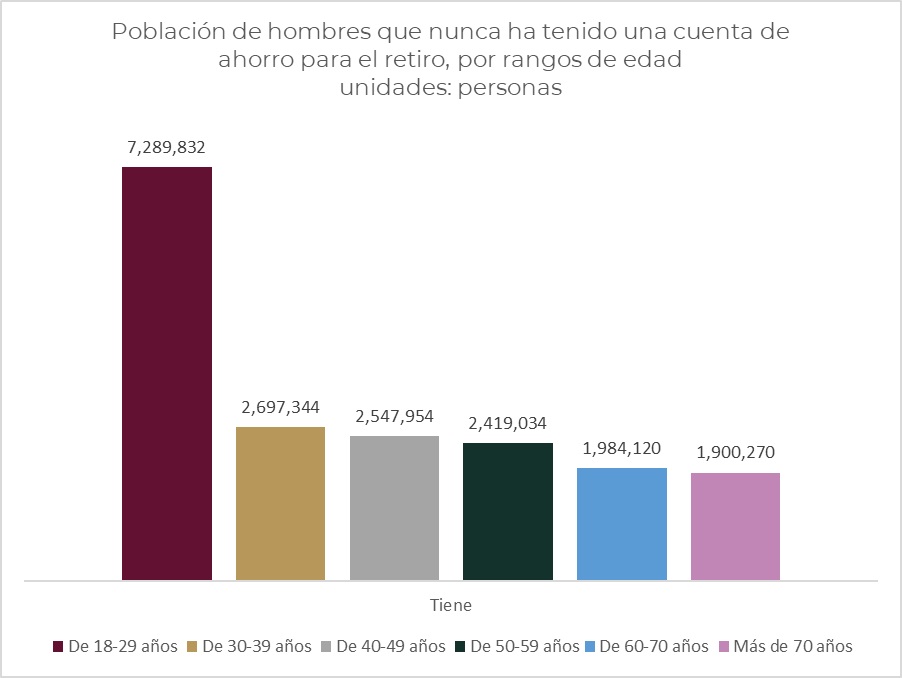 Población de hombres que nunca ha tenido una cuenta de
ahorro para el retiro, por rangos de edad
unidades: personas
7,289,832
2,697,344
2,547,954
2,419,034
1,984,120
1,900,270
Tiene
De 18-29 años De 30-39 años De 40-49 años De 50-59 años De 60-70 años Más de 70 años